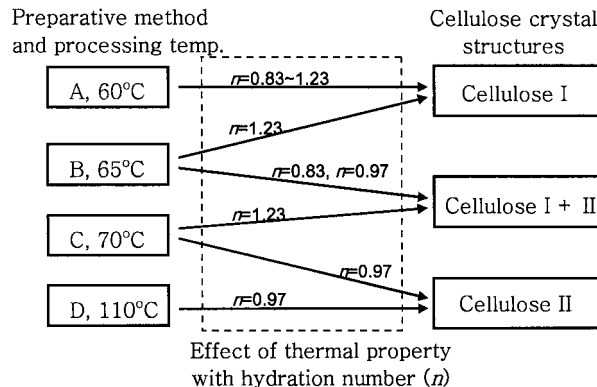 Preparative method
and processing temp.
Cellulose crystal
structures
A, 60°C
n=0.83~1.23
Cellulose I
n=1.23
B, 65°C
n=0.83, n=0.97
Cellulose I + II
n=1.23
C, 70°C
n=0.97
D, 110°C
n=0.97
Cellulose II
Effect of thermal property
with hydration number (n)